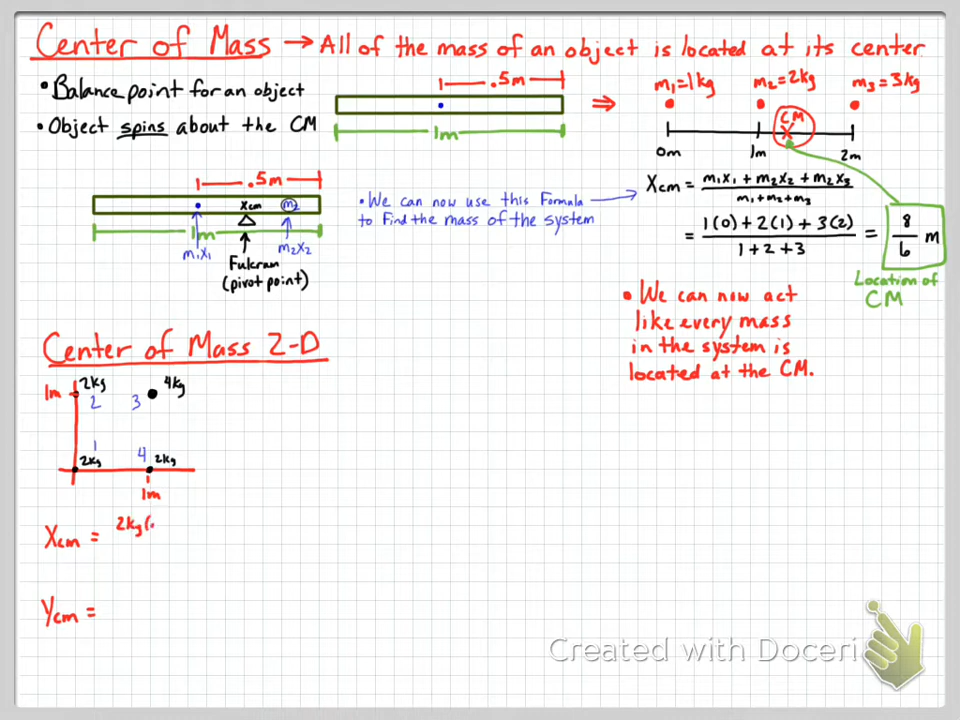 Center of Mass → All of the mass of an object is located at its center
• Balance point for an object
• Object spins about the CM
.5m
1m
⇒
m₁=1kg m₂=2kg m₃=3kg
CM
X
0m 1m 2m
.5m
Xcm m₂
1m
m₁x₁ m₂x₂
Fulcram
(pivot point)
• We can now use this Formula
to Find the mass of the system
Xcm = m₁x₁ + m₂x₂ + m₂x₃
m₁+m₂+m₃
= 1(0) + 2(1) + 3(2)
1+2+3
= 8/6 m
Location of
CM
• We can now act
like every mass
in the system is
located at the CM.
Center of Mass 2-D
1m 2kg 4kg
2 3
1 4
2kg 2kg
1m
Xcm = 2kg(
Ycm =
Created with Doceri